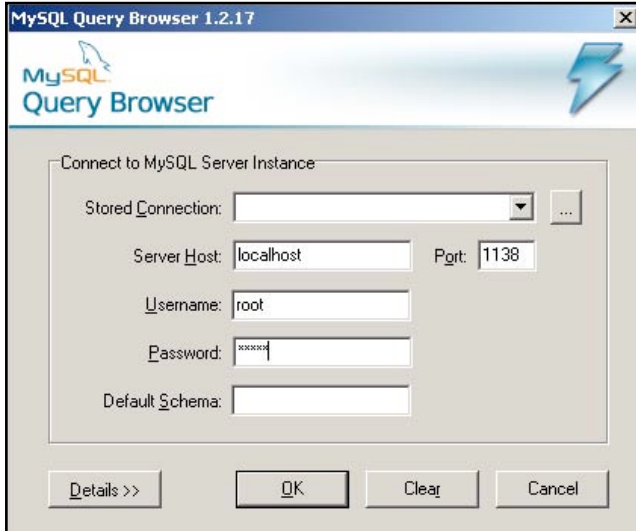 MySQL Query Browser 1.2.17
MySQL
Query Browser
Connect to MySQL Server Instance
Stored Connection:
...
Server Host: localhost Port: 1138
Username: root
Password: xxxxx
Default Schema:
Details >> OK Clear Cancel